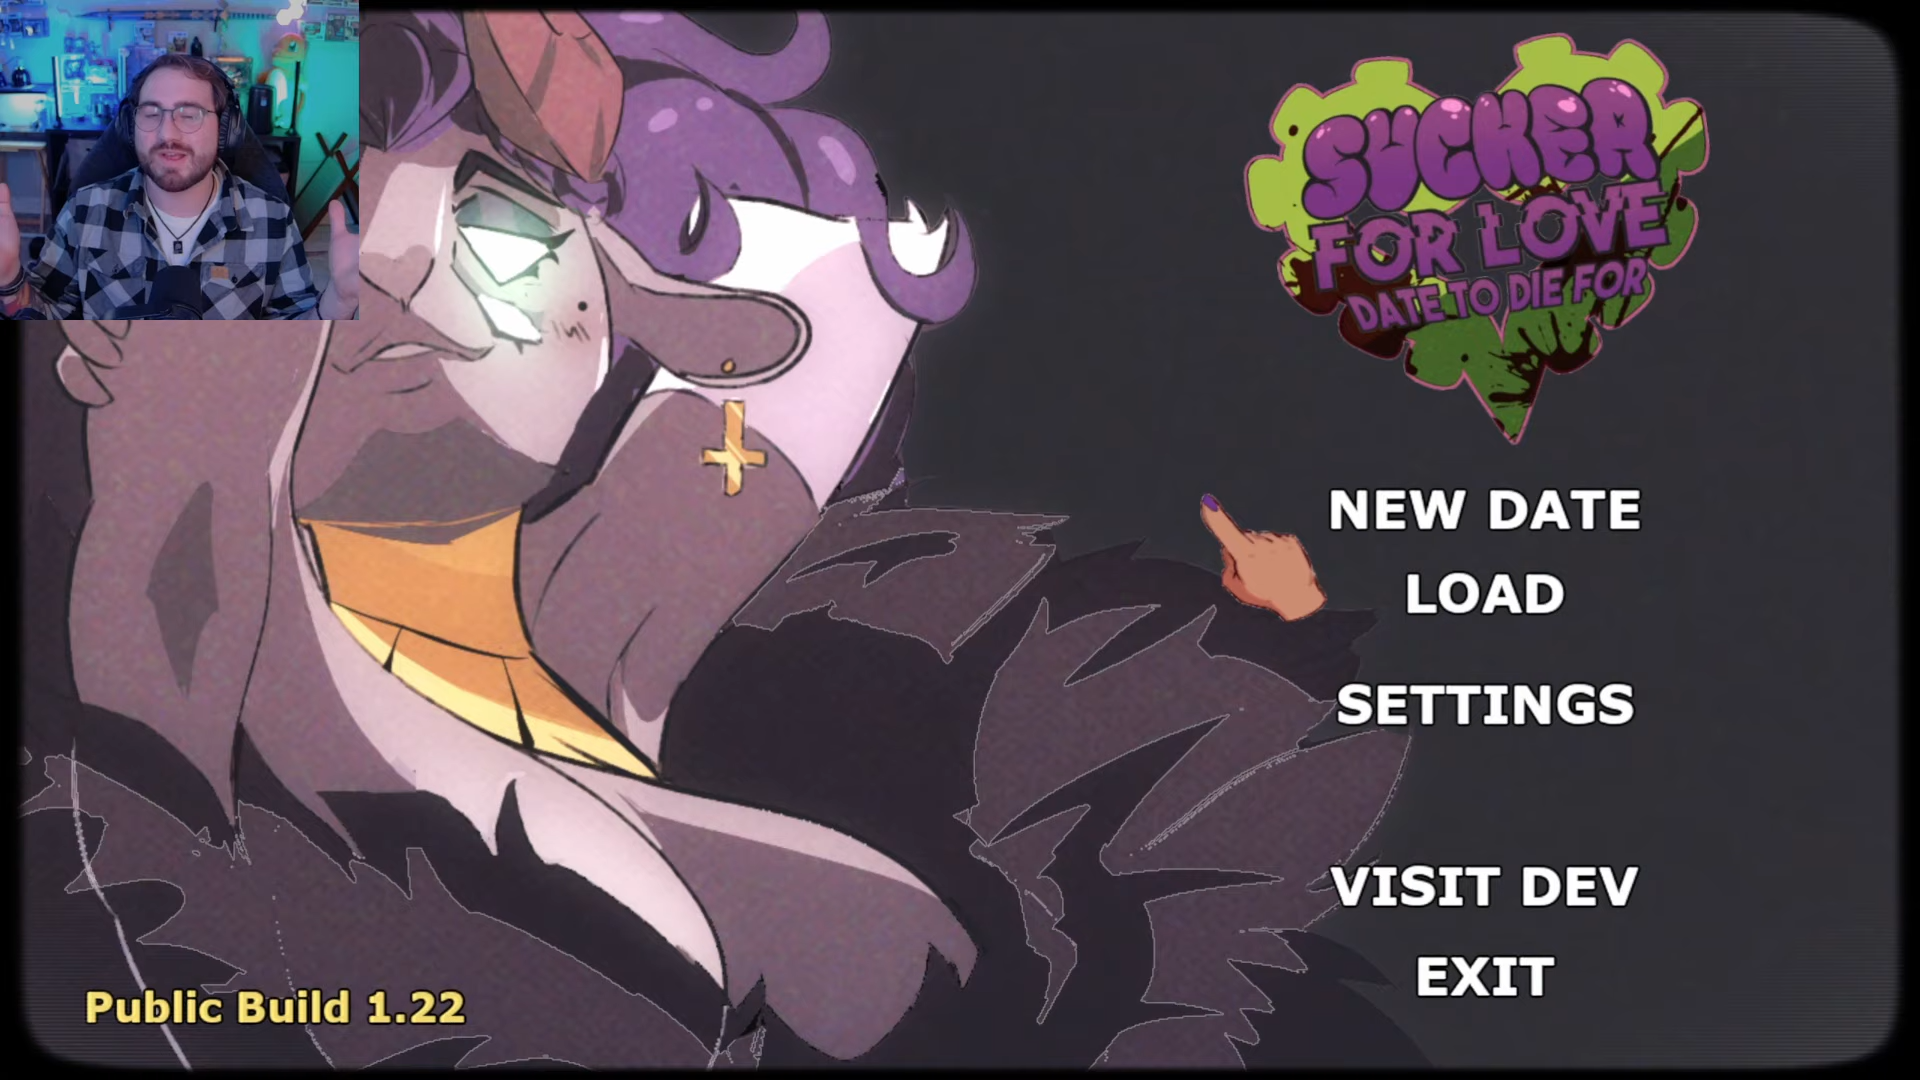 SUCKER
FOR LOVE
DATE TO DIE FOR
NEW DATE
LOAD
SETTINGS
VISIT DEV
EXIT
Public Build 1.22